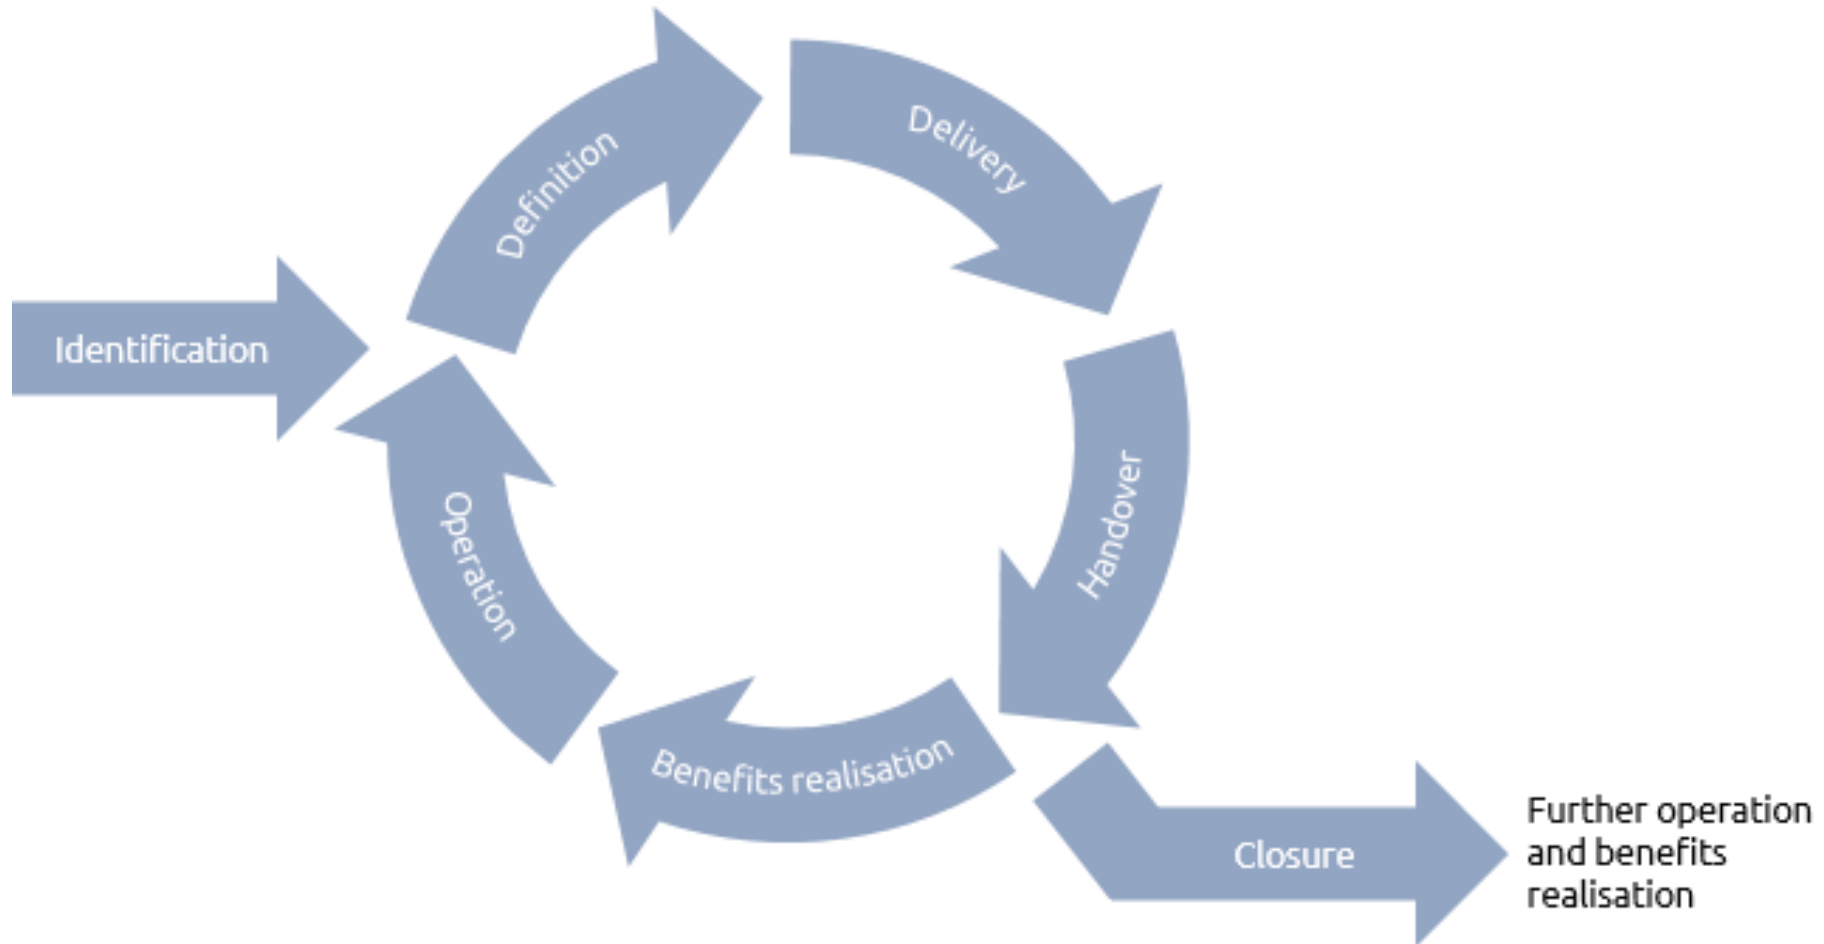 Identification
Definition
Delivery
Handover
Benefits realisation
Operation
Closure
Further operation
and benefits
realisation